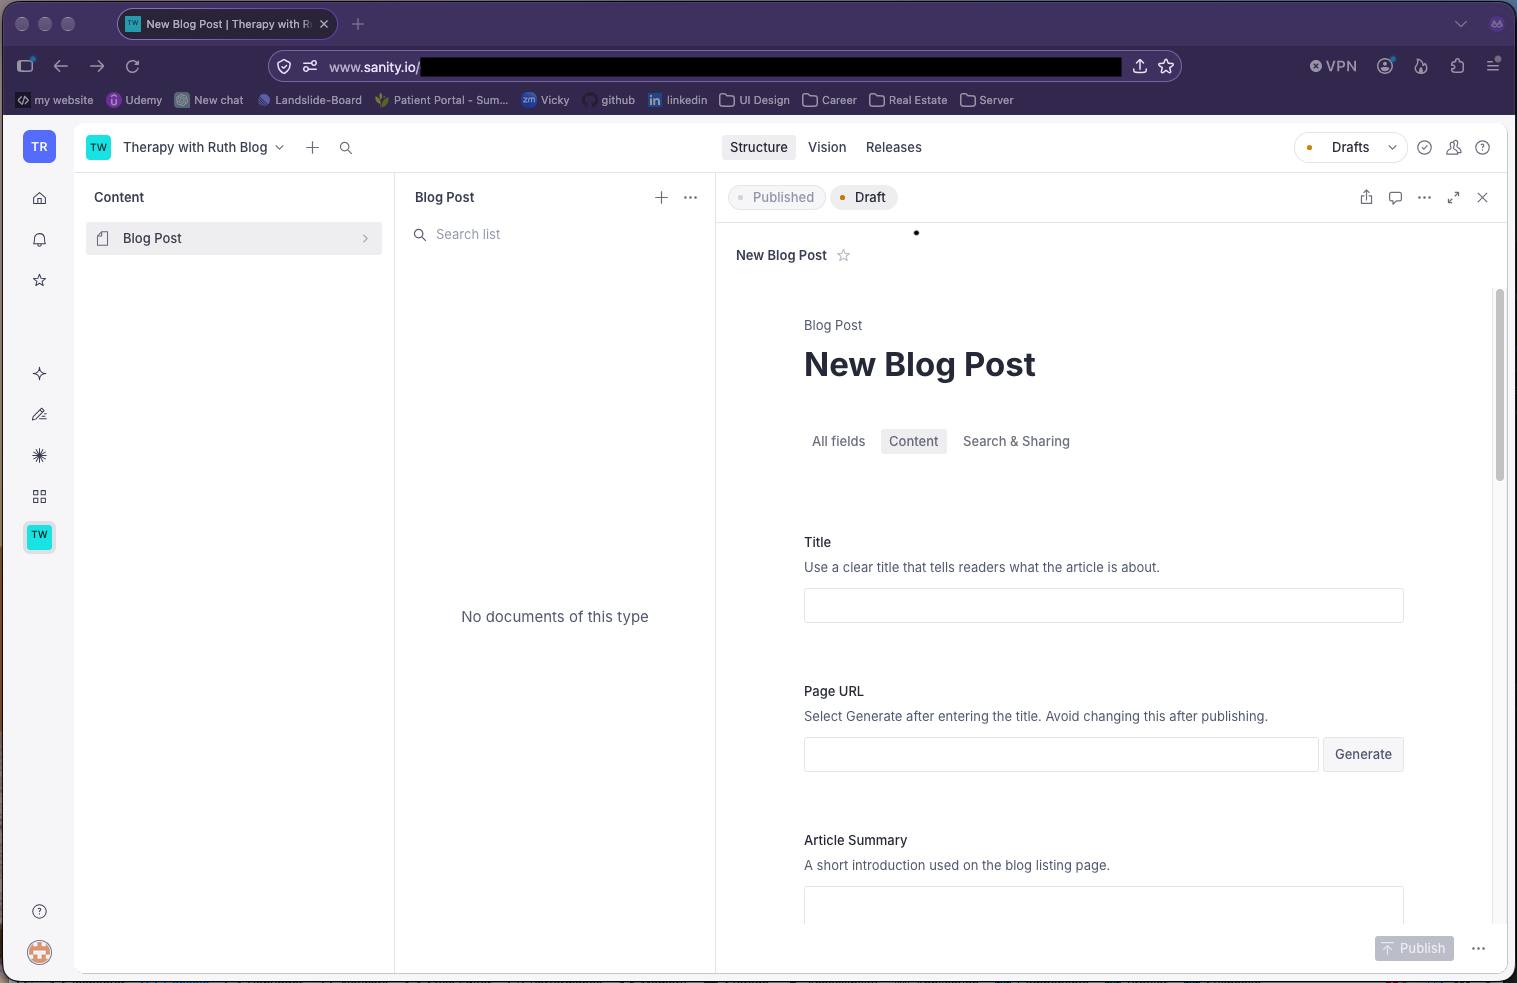 TW New Blog Post | Therapy with R
www.sanity.io/
VPN
my website Udemy New chat Landslide-Board Patient Portal - Sum... zm Vicky github in linkedin UI Design Career Real Estate Server
TR
TW Therapy with Ruth Blog
Structure Vision Releases
Drafts
Content
Blog Post
Blog Post
Search list
No documents of this type
Published Draft
New Blog Post
Blog Post
New Blog Post
All fields Content Search & Sharing
Title
Use a clear title that tells readers what the article is about.
Page URL
Select Generate after entering the title. Avoid changing this after publishing.
Generate
Article Summary
A short introduction used on the blog listing page.
TW
Publish